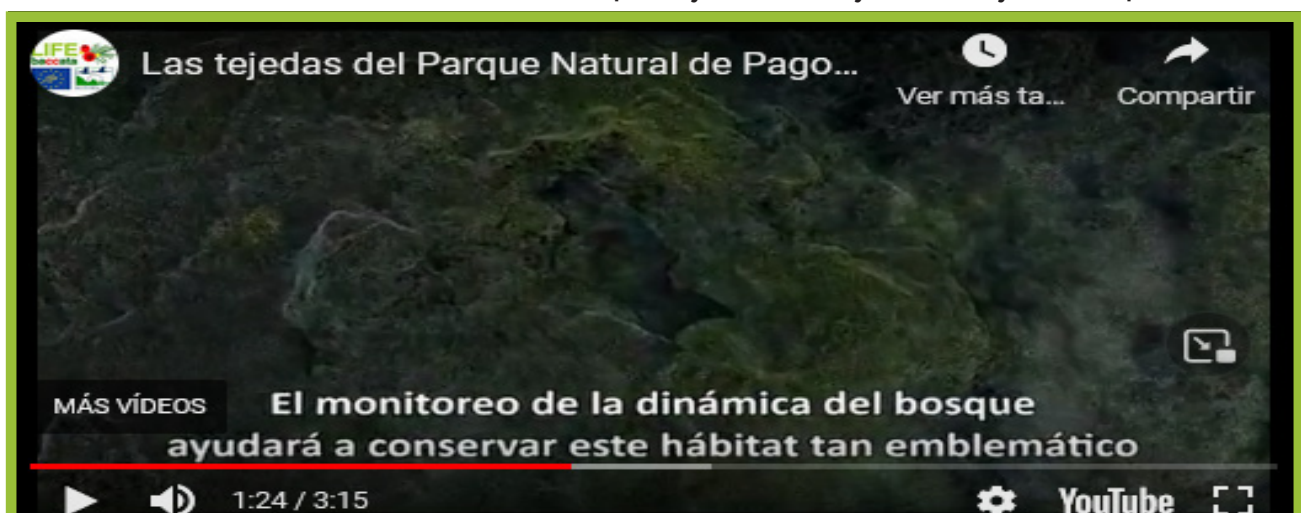 LIFE
baccata
Las tejedas del Parque Natural de Pago...
Ver más ta...
Compartir
MÁS VÍDEOS
El monitoreo de la dinámica del bosque
ayudará a conservar este hábitat tan emblemático
1:24 / 3:15
YouTube